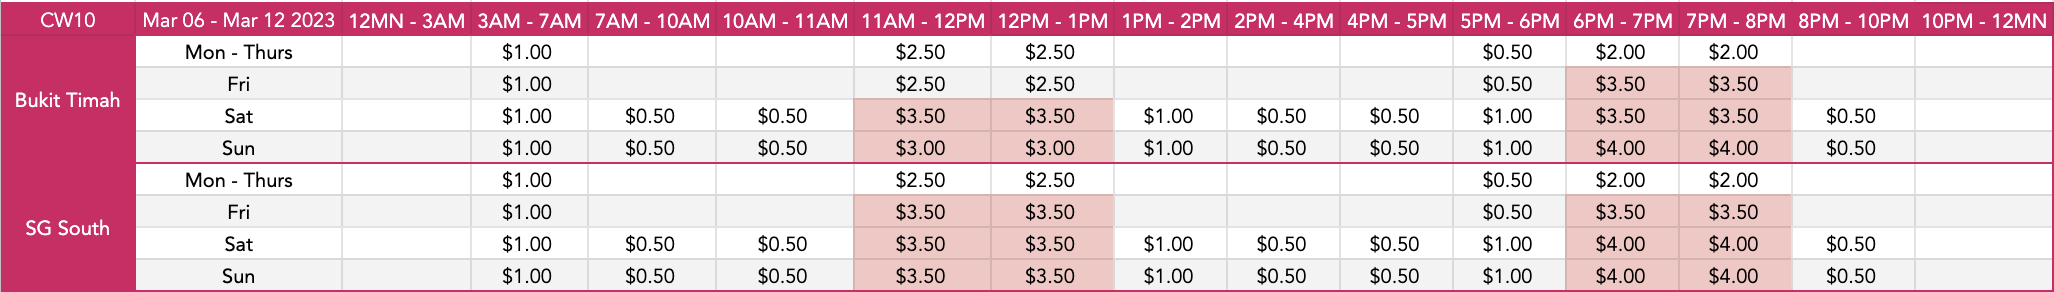 CW10 Mar 06 - Mar 12 2023 12MN - 3AM 3AM - 7AM 7AM - 10AM 10AM - 11AM 11AM - 12PM 12PM - 1PM 1PM - 2PM 2PM - 4PM 4PM - 5PM 5PM - 6PM 6PM - 7PM 7PM - 8PM 8PM - 10PM 10PM - 12MN
Bukit Timah
Mon - Thurs $1.00 $2.50 $2.50 $0.50 $2.00 $2.00
Fri $1.00 $2.50 $2.50 $0.50 $3.50 $3.50
Sat $1.00 $0.50 $0.50 $3.50 $3.50 $1.00 $0.50 $0.50 $1.00 $3.50 $3.50 $0.50
Sun $1.00 $0.50 $0.50 $3.00 $3.00 $1.00 $0.50 $0.50 $1.00 $4.00 $4.00 $0.50
SG South
Mon - Thurs $1.00 $2.50 $2.50 $0.50 $2.00 $2.00
Fri $1.00 $3.50 $3.50 $0.50 $3.50 $3.50
Sat $1.00 $0.50 $0.50 $3.50 $3.50 $1.00 $0.50 $0.50 $1.00 $4.00 $4.00 $0.50
Sun $1.00 $0.50 $0.50 $3.50 $3.50 $1.00 $0.50 $0.50 $1.00 $4.00 $4.00 $0.50